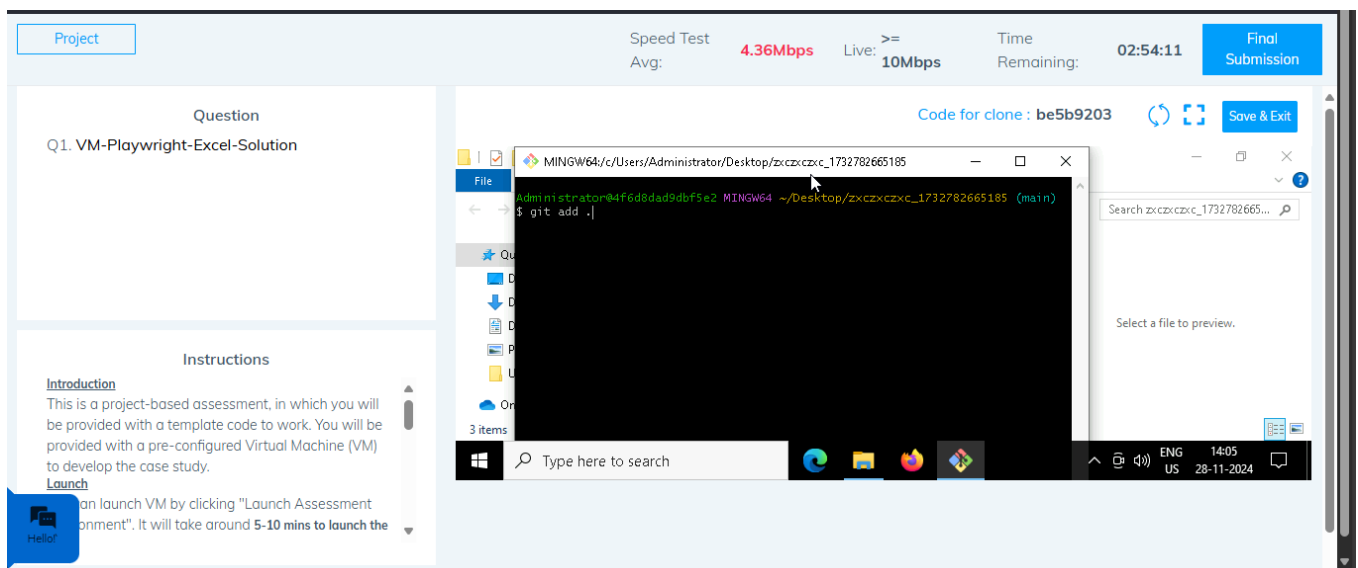 Project
Speed Test Avg:
4.36Mbps
Live:
>= 10Mbps
Time Remaining:
02:54:11
Final Submission
Question
Q1. VM-Playwright-Excel-Solution
Code for clone : be5b9203
Save & Exit
MINGW64:/c/Users/Administrator/Desktop/zxczxczxc_1732782665185
File
Administrator@4f6d8dad9dbf5e2 MINGW64 ~/Desktop/zxczxczxc_1732782665185 (main)
$ git add .
Search zxczxczxc_1732782665...
Qu
D
D
D
P
U
On
3 items
Select a file to preview.
Type here to search
ENG
US
14:05
28-11-2024
Instructions
Introduction
This is a project-based assessment, in which you will
be provided with a template code to work. You will be
provided with a pre-configured Virtual Machine (VM)
to develop the case study.
Launch
an launch VM by clicking "Launch Assessment
onment". It will take around 5-10 mins to launch the
Hello!